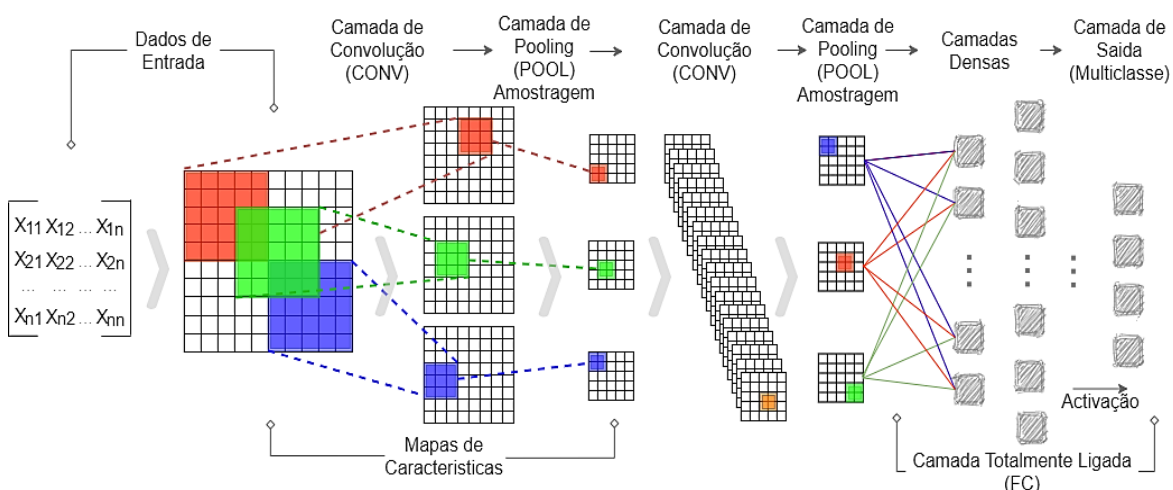 Dados de
Entrada
Camada de
Convolução
(CONV)
Camada de
Pooling
(POOL)
Amostragem
Camada de
Convolução
(CONV)
Camada de
Pooling
(POOL)
Amostragem
Camadas
Densas
Camada de
Saida
(Multiclasse)
X11 X12 ... X1n
X21 X22 ... X2n
... ... ... ...
Xn1 Xn2 ... Xnn
Mapas de
Caracteristicas
Activação
Camada Totalmente Ligada
(FC)